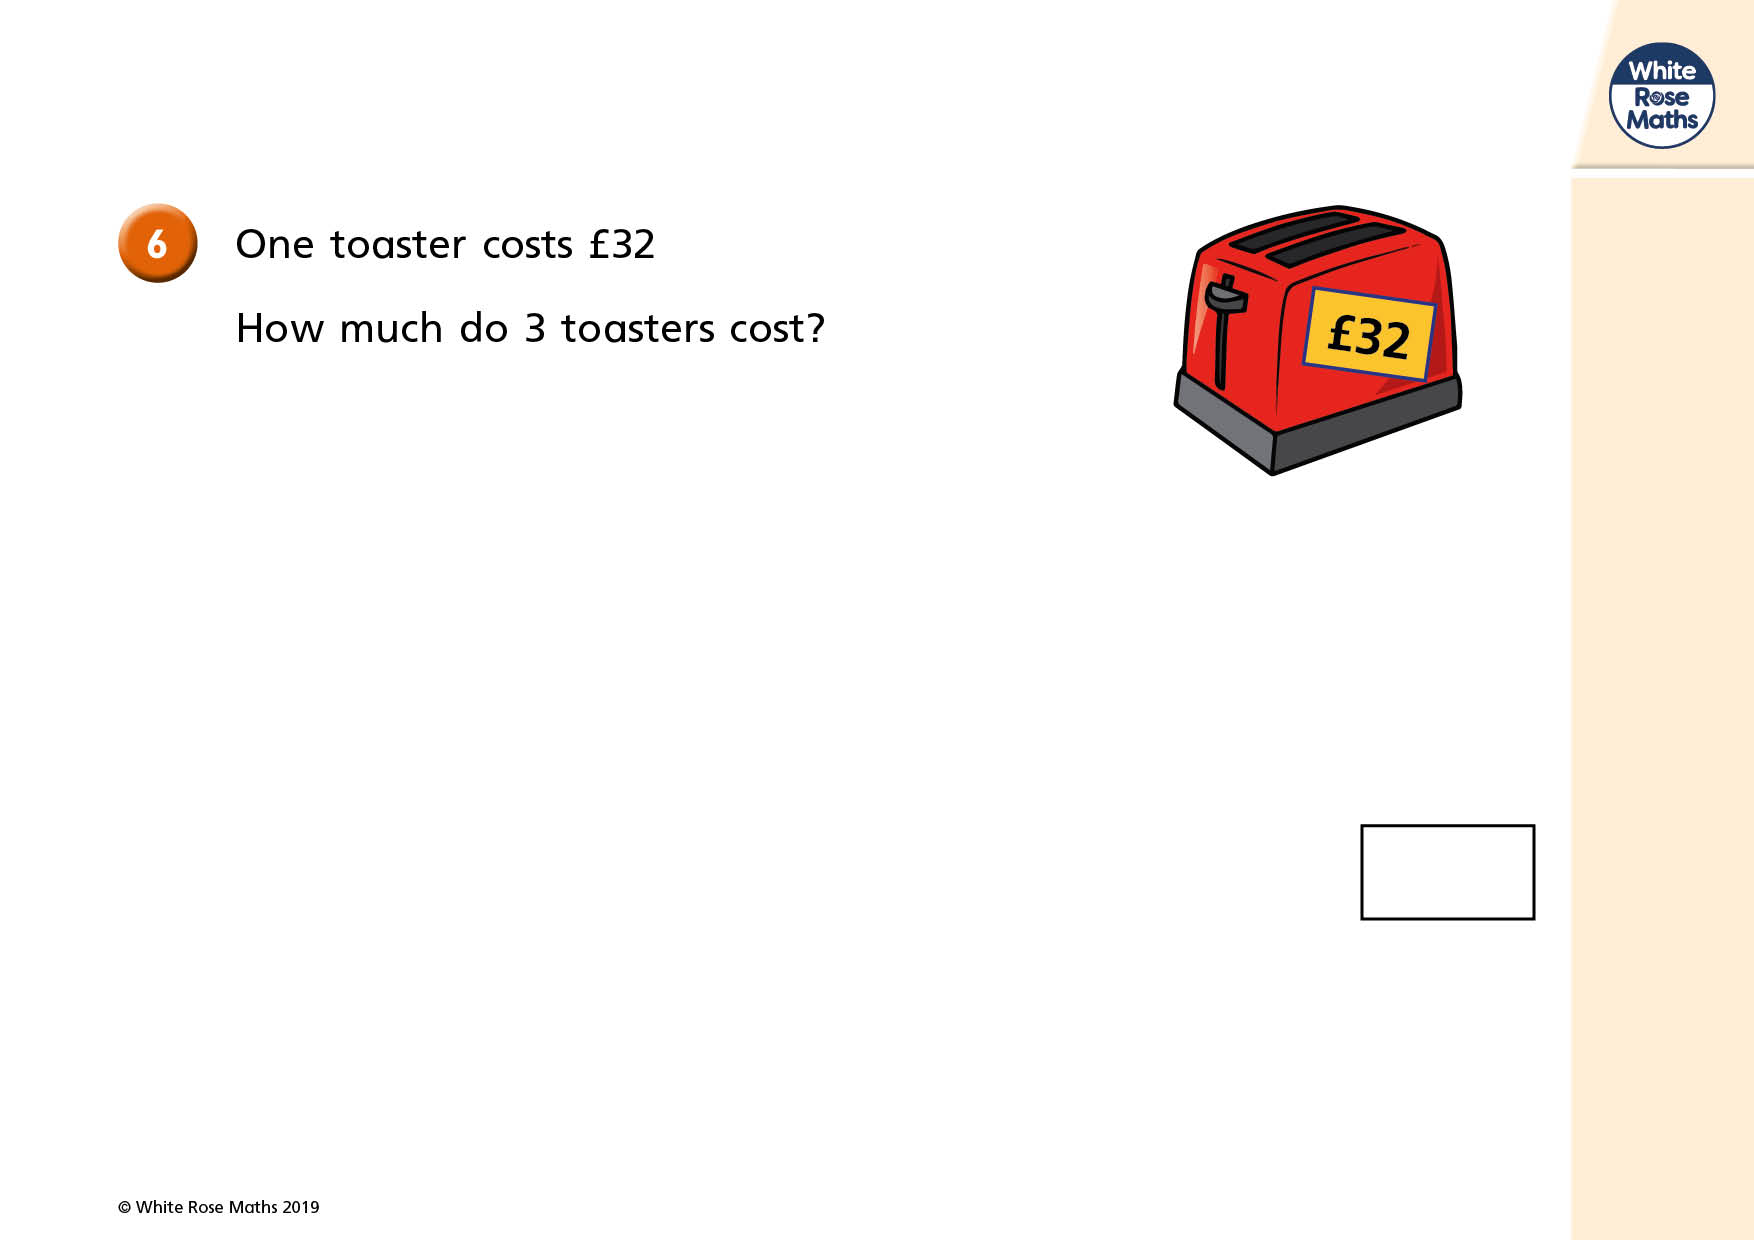 White
Rose
Maths
6
One toaster costs £32
How much do 3 toasters cost?
£32
© White Rose Maths 2019